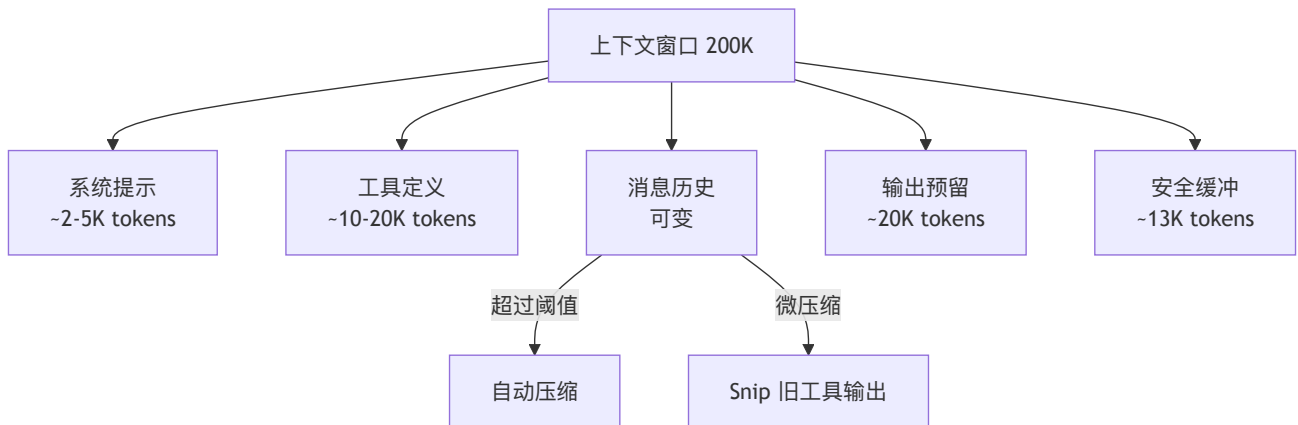 上下文窗口 200K
系统提示
~2-5K tokens
工具定义
~10-20K tokens
消息历史
可变
输出预留
~20K tokens
安全缓冲
~13K tokens
超过阈值
微压缩
自动压缩
Snip 旧工具输出